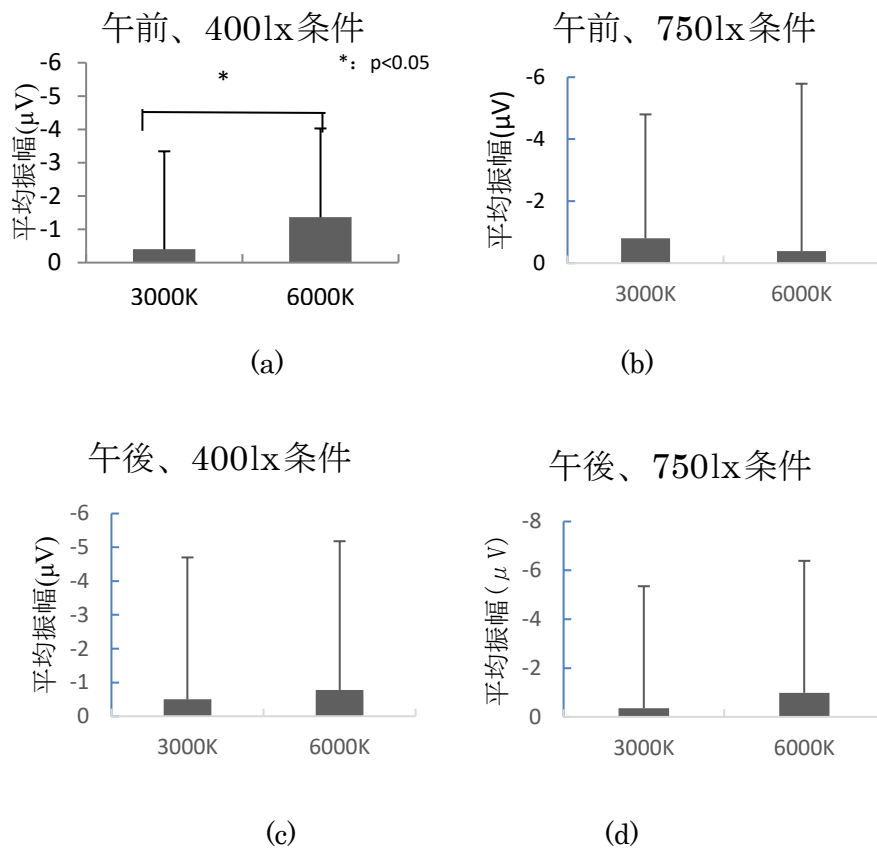 午前、400lx条件
*: p<0.05
*
平均振幅(μV)
-6
-5
-4
-3
-2
-1
0
3000K 6000K
(a)
午前、750lx条件
平均振幅(μV)
-6
-4
-2
0
3000K 6000K
(b)
午後、400lx条件
平均振幅(μV)
-6
-5
-4
-3
-2
-1
0
3000K 6000K
(c)
午後、750lx条件
平均振幅(μV)
-8
-6
-4
-2
0
3000K 6000K
(d)